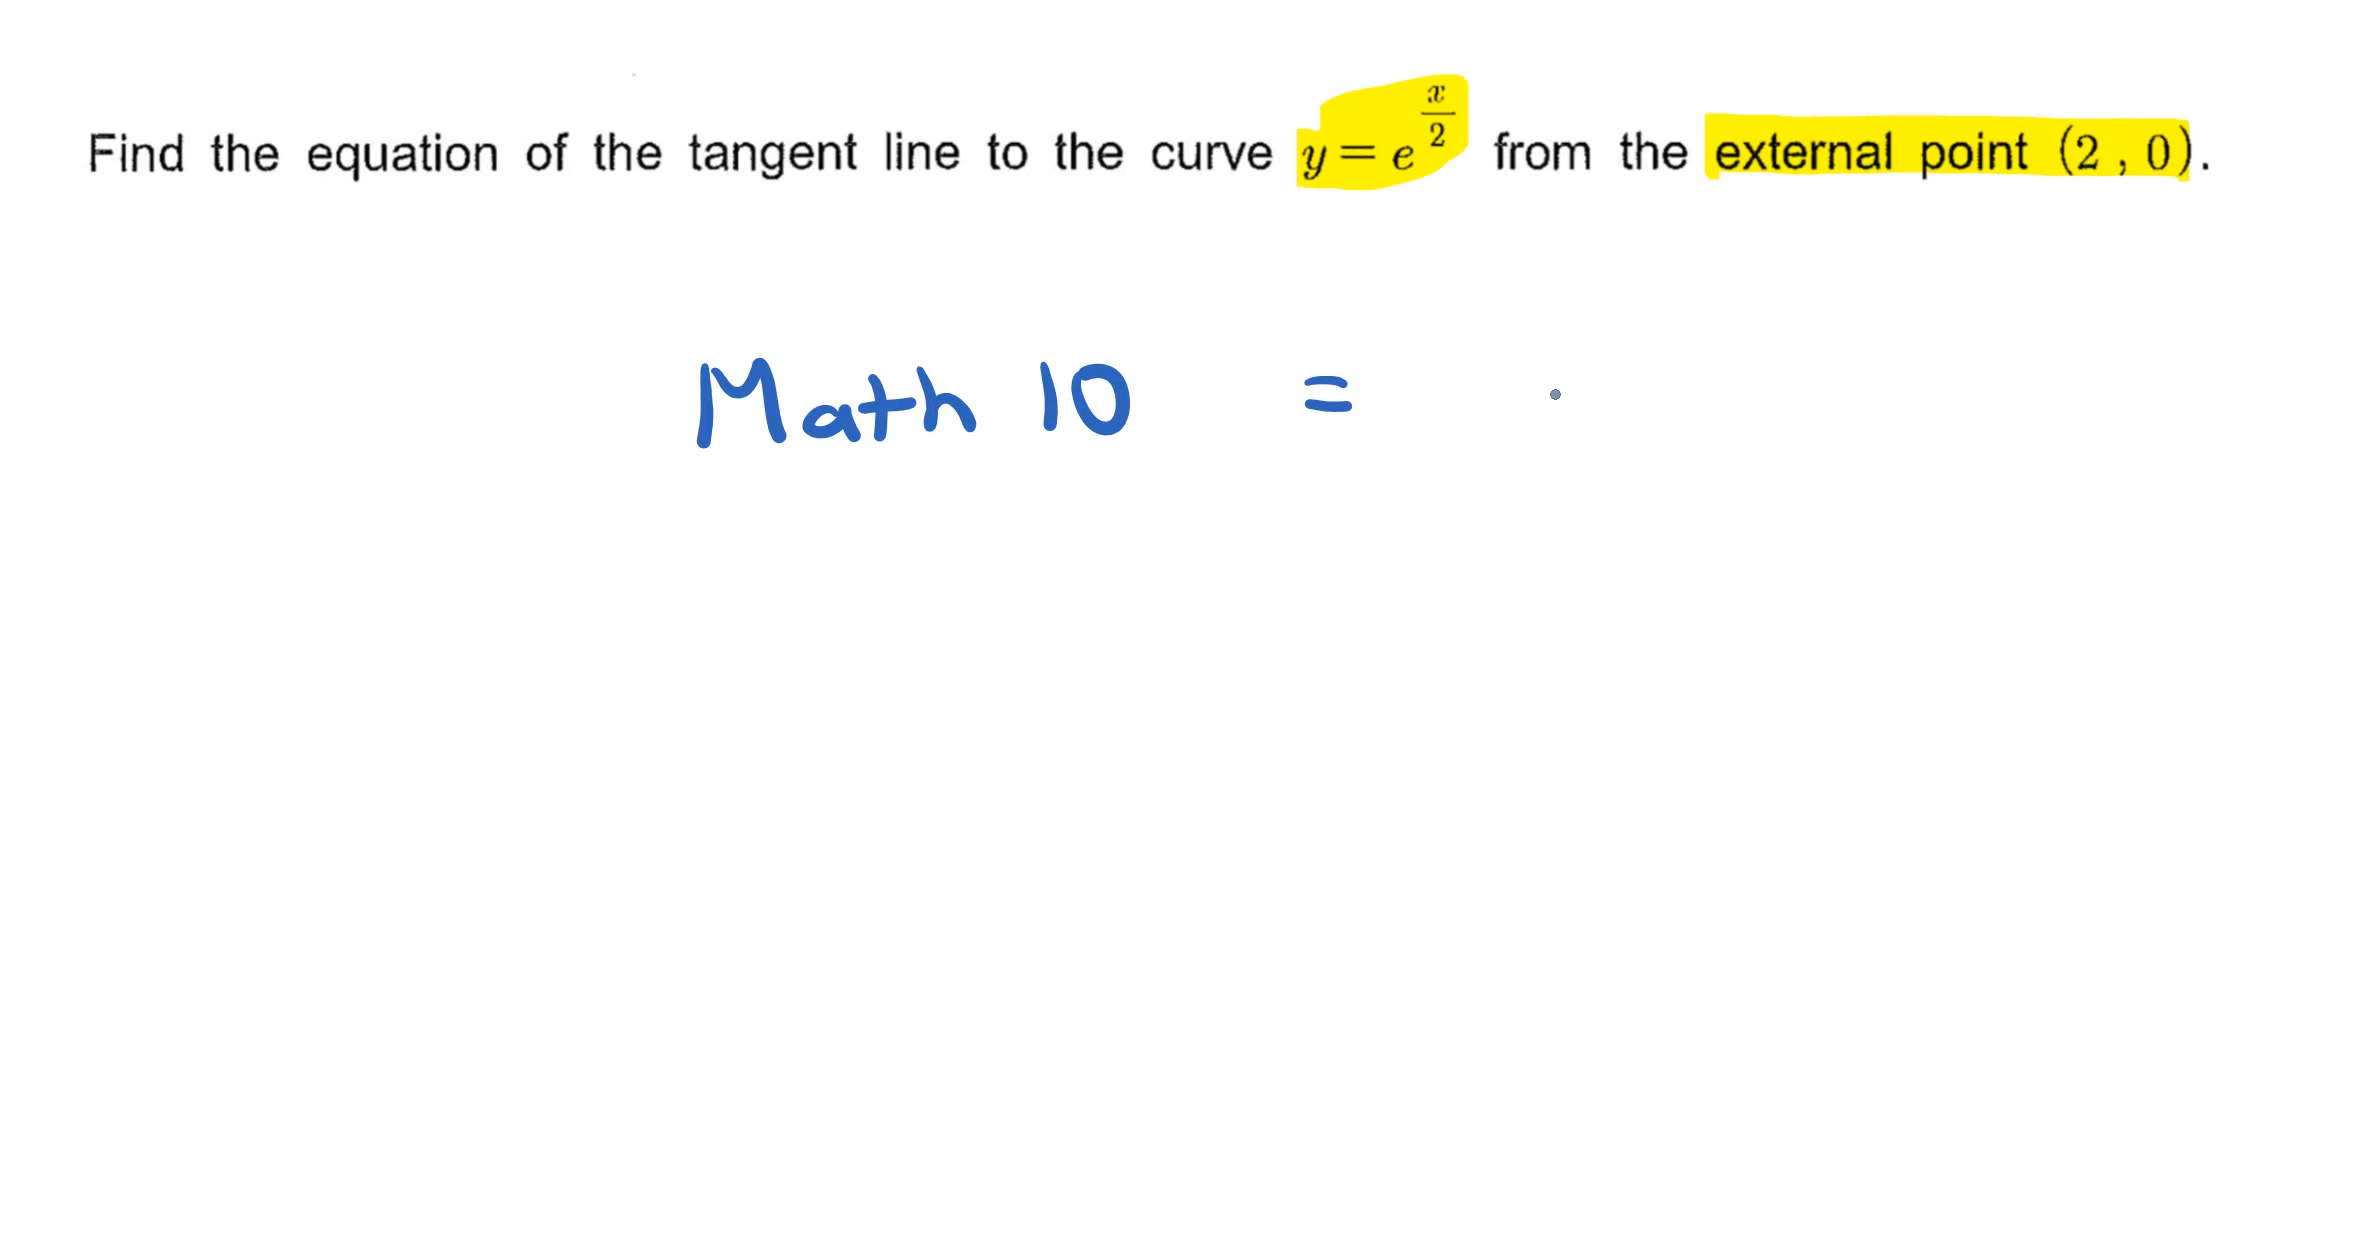 Find the equation of the tangent line to the curve y = e^{\frac{x}{2}} from the external point (2 , 0).
Math 10 =